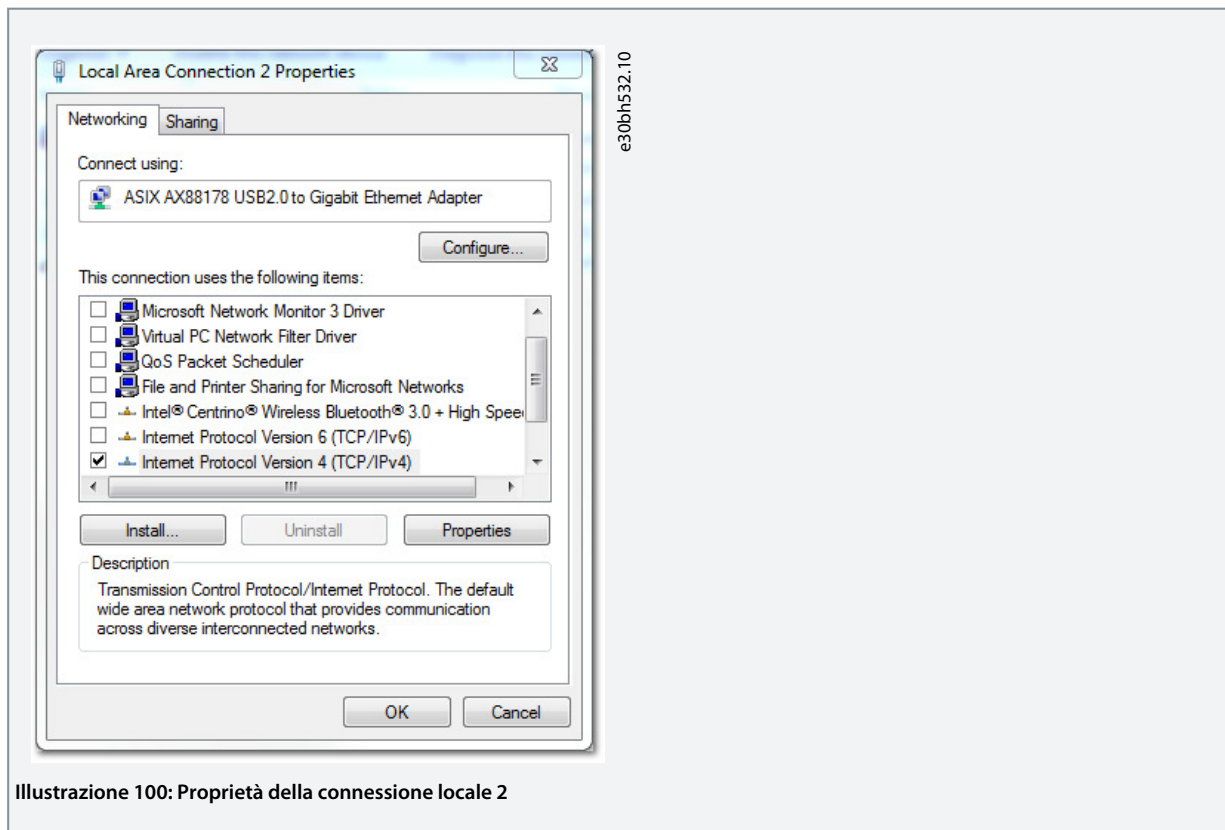 Local Area Connection 2 Properties
e30bh532.10
Networking
Sharing
Connect using:
ASIX AX88178 USB2.0 to Gigabit Ethernet Adapter
Configure...
This connection uses the following items:
Microsoft Network Monitor 3 Driver
Virtual PC Network Filter Driver
QoS Packet Scheduler
File and Printer Sharing for Microsoft Networks
Intel® Centrino® Wireless Bluetooth® 3.0 + High
Internet Protocol Version 6 (TCP/IPv6)
Internet Protocol Version 4 (TCP/IPv4)
Install...
Uninstall
Properties
Description
Transmission Control Protocol/Internet Protocol. The default
wide area network protocol that provides communication
across diverse interconnected networks.
OK
Cancel
Illustrazione 100: Proprietà della connessione locale 2